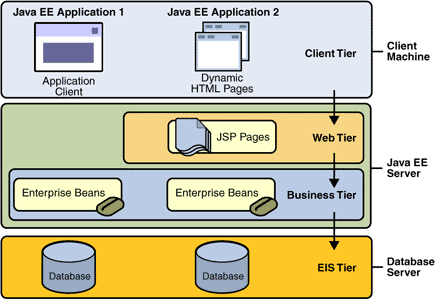 Java EE Application 1
Java EE Application 2
Application
Client
Dynamic
HTML Pages
Client Tier
Client
Machine
JSP Pages
Web Tier
Java EE
Server
Enterprise Beans
Enterprise Beans
Business Tier
Database
Database
EIS Tier
Database
Server